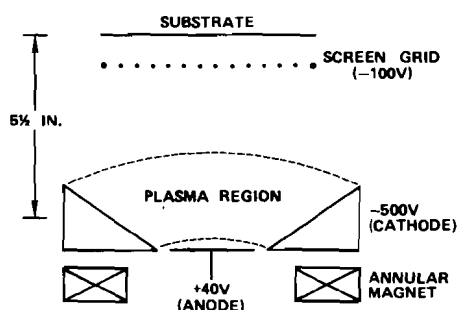 SUBSTRATE
SCREEN GRID
(−100V)
5½ IN.
PLASMA REGION
−500V
(CATHODE)
+40V
(ANODE)
ANNULAR
MAGNET